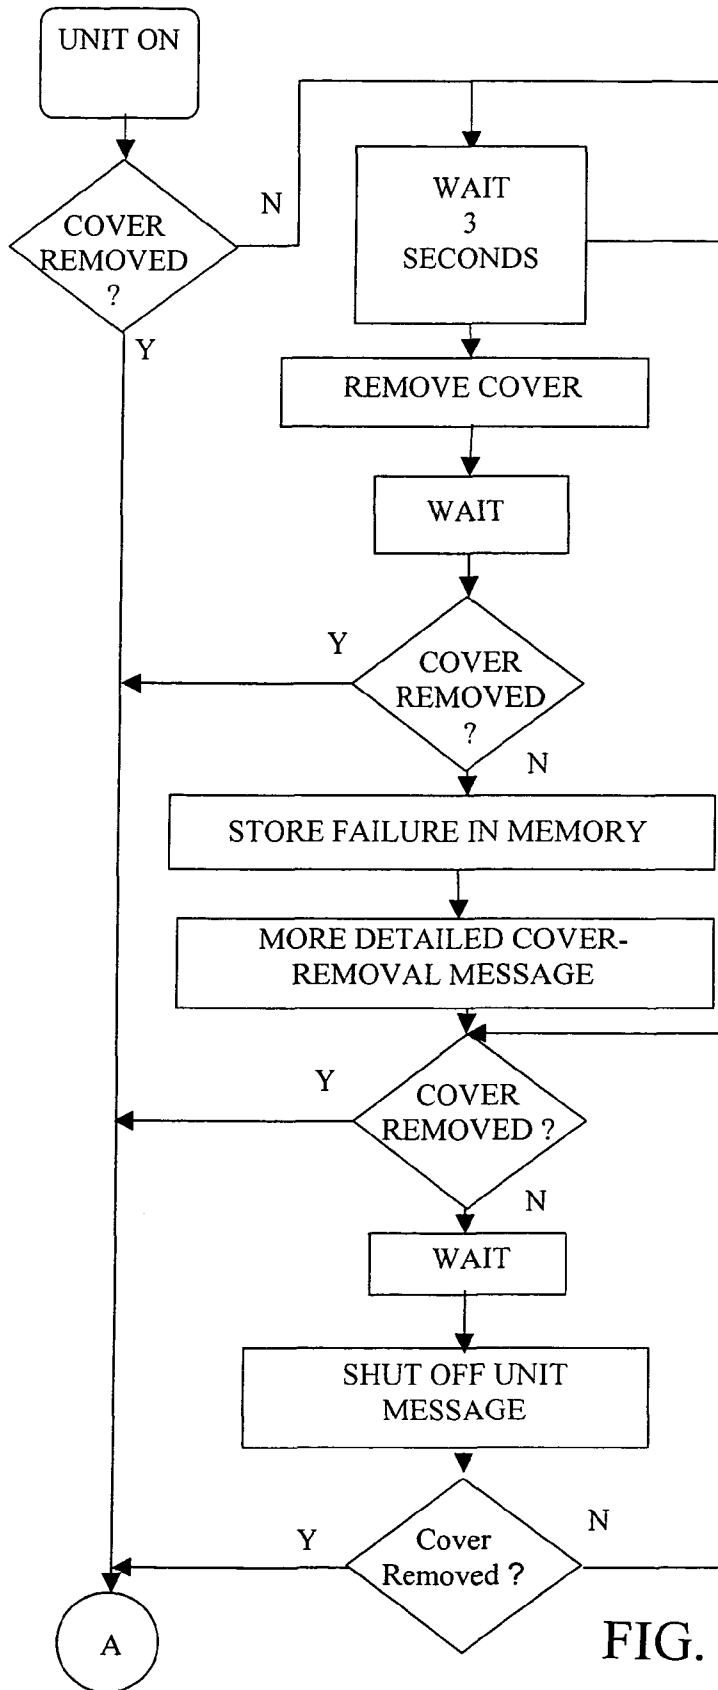 UNIT ON
COVER
REMOVED
?
N
Y
WAIT
3
SECONDS
REMOVE COVER
WAIT
COVER
REMOVED
?
Y
N
STORE FAILURE IN MEMORY
MORE DETAILED COVER-
REMOVAL MESSAGE
COVER
REMOVED ?
Y
N
WAIT
SHUT OFF UNIT
MESSAGE
Cover
Removed ?
Y
N
A
FIG.